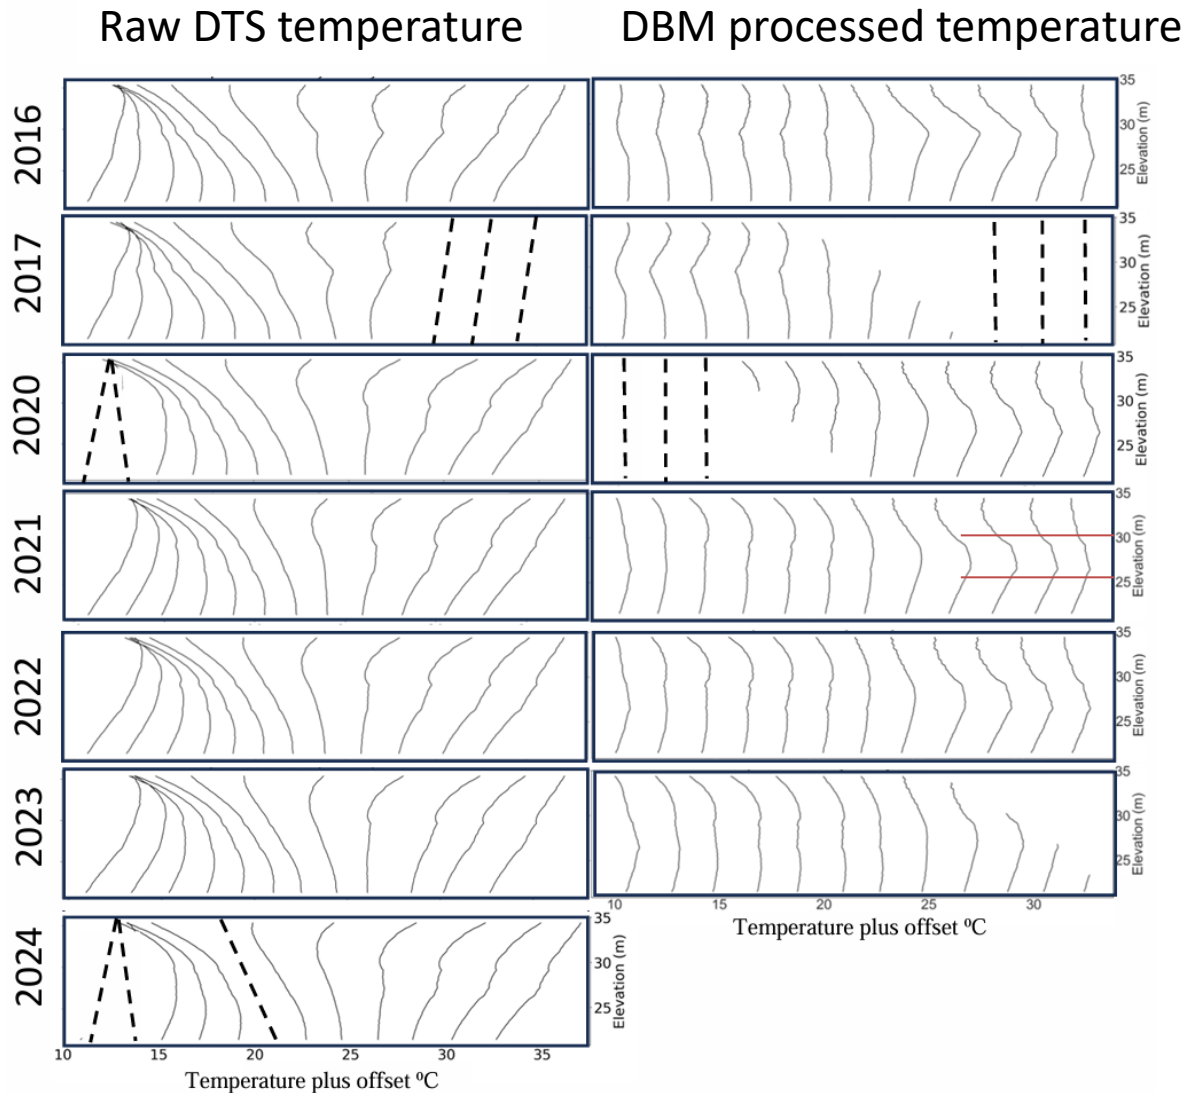 Raw DTS temperature
DBM processed temperature
2016
35
30
25
Elevation (m)
2017
35
30
25
Elevation (m)
2020
35
30
25
Elevation (m)
2021
35
30
25
Elevation (m)
2022
35
30
25
Elevation (m)
2023
35
30
25
Elevation (m)
10 15 20 25 30
Temperature plus offset ⁰C
2024
35
30
25
Elevation (m)
10 15 20 25 30 35
Temperature plus offset ⁰C